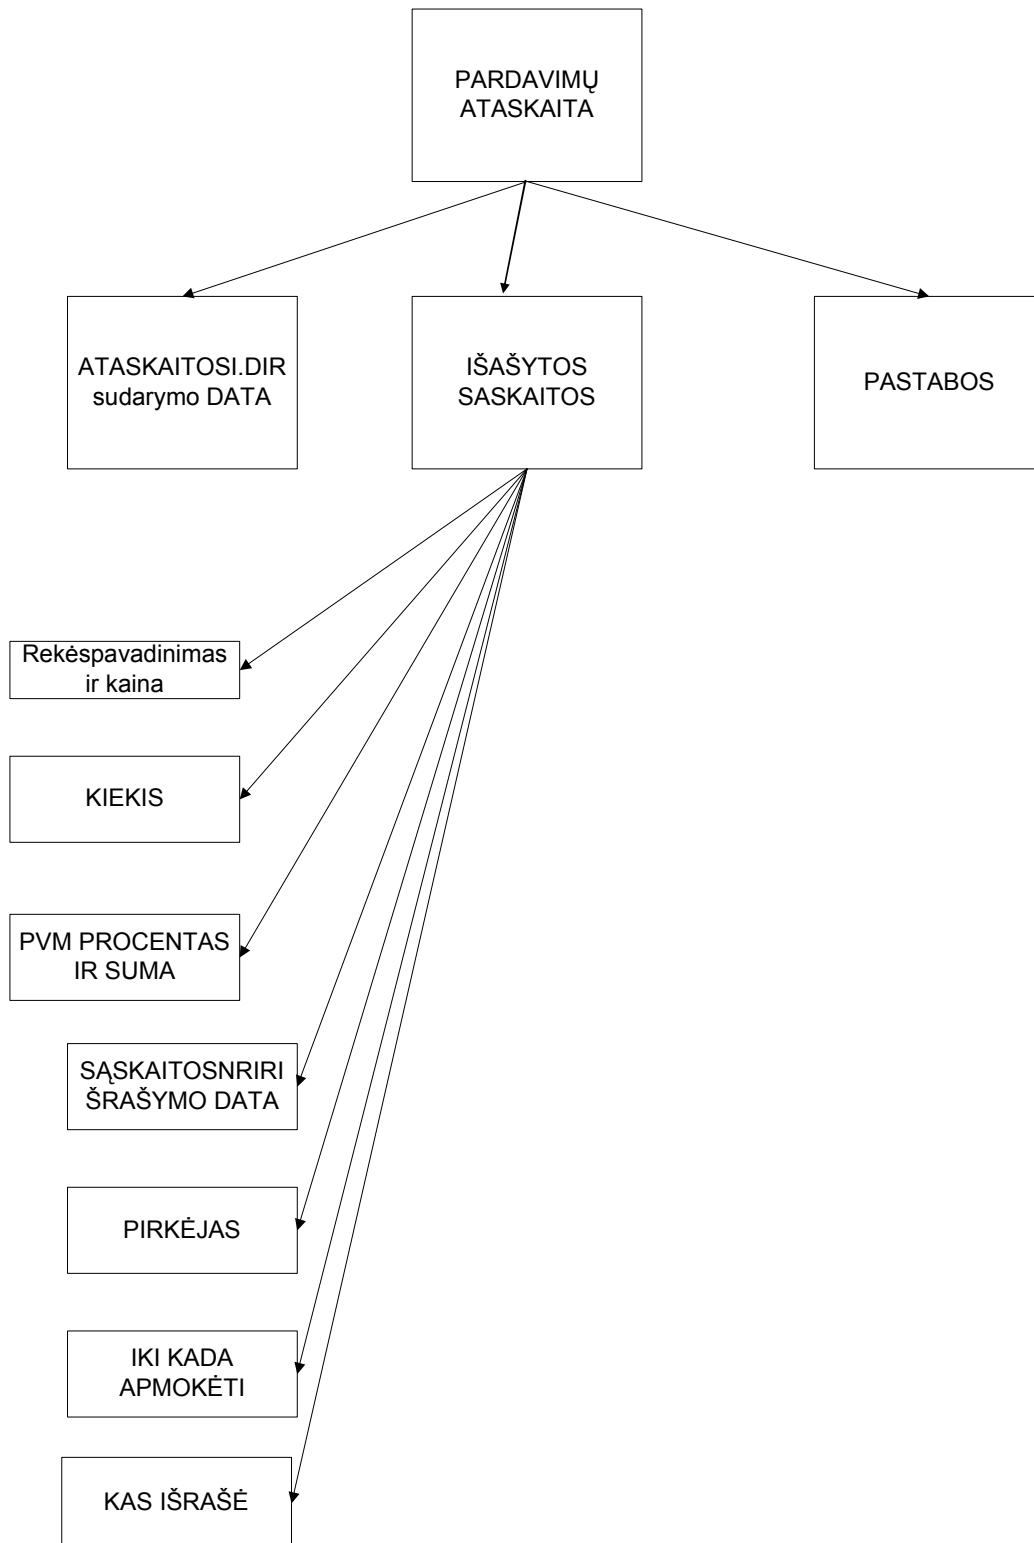 PARDAVIMŲ
ATASKAITA
ATASKAITOSI.DIR
sudarymo DATA
IŠAŠYTOS
SASKAITOS
PASTABOS
Rekėspavadinimas
ir kaina
KIEKIS
PVM PROCENTAS
IR SUMA
SĄSKAITOSNRIRI
ŠRAŠYMO DATA
PIRKĖJAS
IKI KADA
APMOKĖTI
KAS IŠRAŠĖ